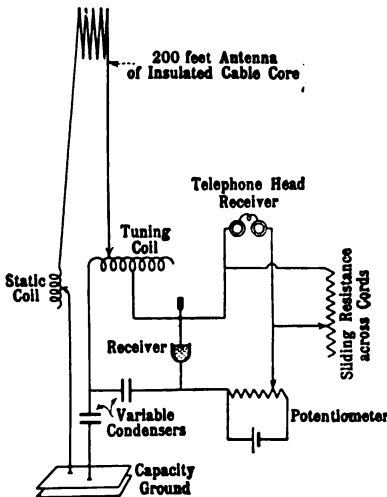 200 feet Antenna
of Insulated Cable Core
Telephone Head
Receiver
Tuning
Coil
Static
Coil
Sliding Resistance
across Cords
Receiver
Variable
Condensers
Potentiometer
Capacity
Ground